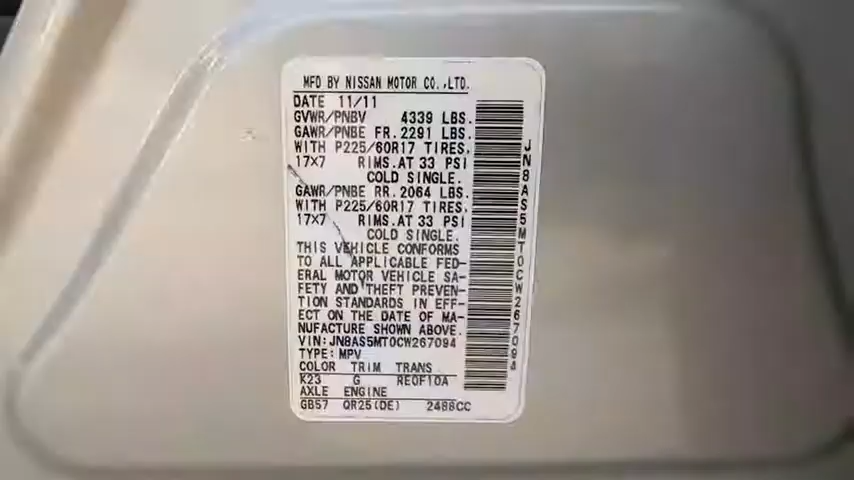 MFD BY NISSAN MOTOR CO.,LTD.
DATE 11/11
GVWR/PNBV 4339 LBS.
GAWR/PNBE FR. 2291 LBS.
WITH P225/60R17 TIRES,
17X7 RIMS.AT 33 PSI
COLD SINGLE.
GAWR/PNBE RR. 2064 LBS.
WITH P225/60R17 TIRES,
17X7 RIMS.AT 33 PSI
COLD SINGLE.
THIS VEHICLE CONFORMS
TO ALL APPLICABLE FED-
ERAL MOTOR VEHICLE SA-
FETY AND THEFT PREVEN-
TION STANDARDS IN EFF-
ECT ON THE DATE OF MA-
NUFACTURE SHOWN ABOVE.
VIN: JN8AS5MT0CW267094
TYPE: MPV
COLOR TRIM TRANS
K23 G RE0F10A
AXLE ENGINE
GB57 QR25(DE) 2488CC
JN8AS5MT0CW267094